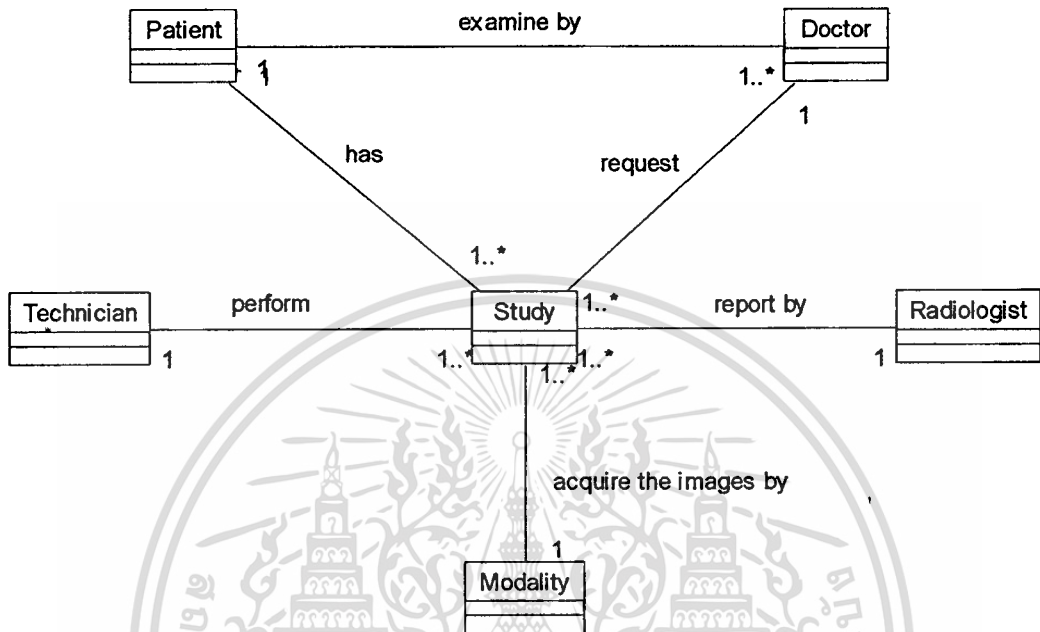 Patient
examine by
Doctor
1
1
1..*
1
has
request
1..*
Technician
perform
Study
1..*
report by
Radiologist
1
1..*
1..*
1..*
1
acquire the images by
1
Modality